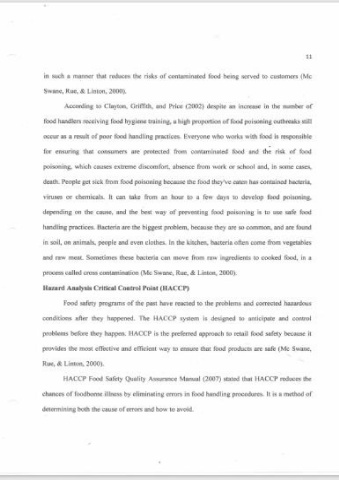 11
in such a manner that reduces the risks of contaminated food being served to customers (Mc
Swane, Rue, & Linton, 2000).
According to Clayton, Griffith, and Price (2002) despite an increase in the number of
food handlers receiving food hygiene training, a high proportion of food poisoning outbreaks still
occur as a result of poor food handling practices. Everyone who works with food is responsible
for ensuring that consumers are protected from contaminated food and the risk of food
poisoning, which causes extreme discomfort, absence from work or school and, in some cases,
death. People get sick from food poisoning because the food they've eaten has contained bacteria,
viruses or chemicals. It can take from an hour to a few days to develop food poisoning,
depending on the cause, and the best way of preventing food poisoning is to use safe food
handling practices. Bacteria are the biggest problem, because they are so common, and are found
in soil, on animals, people and even clothes. In the kitchen, bacteria often come from vegetables
and raw meat. Sometimes these bacteria can move from raw ingredients to cooked food, in a
process called cross contamination (Mc Swane, Rue, & Linton, 2000).
Hazard Analysis Critical Control Point (HACCP)
Food safety programs of the past have reacted to the problems and corrected hazardous
conditions after they happened. The HACCP system is designed to anticipate and control
problems before they happen. HACCP is the preferred approach to retail food safety because it
provides the most effective and efficient way to ensure that food products are safe (Mc Swane,
Rue, & Linton, 2000).
HACCP Food Safety Quality Assurance Manual (2007) stated that HACCP reduces the
chances of foodborne illness by eliminating errors in food handling procedures. It is a method of
determining both the cause of errors and how to avoid.